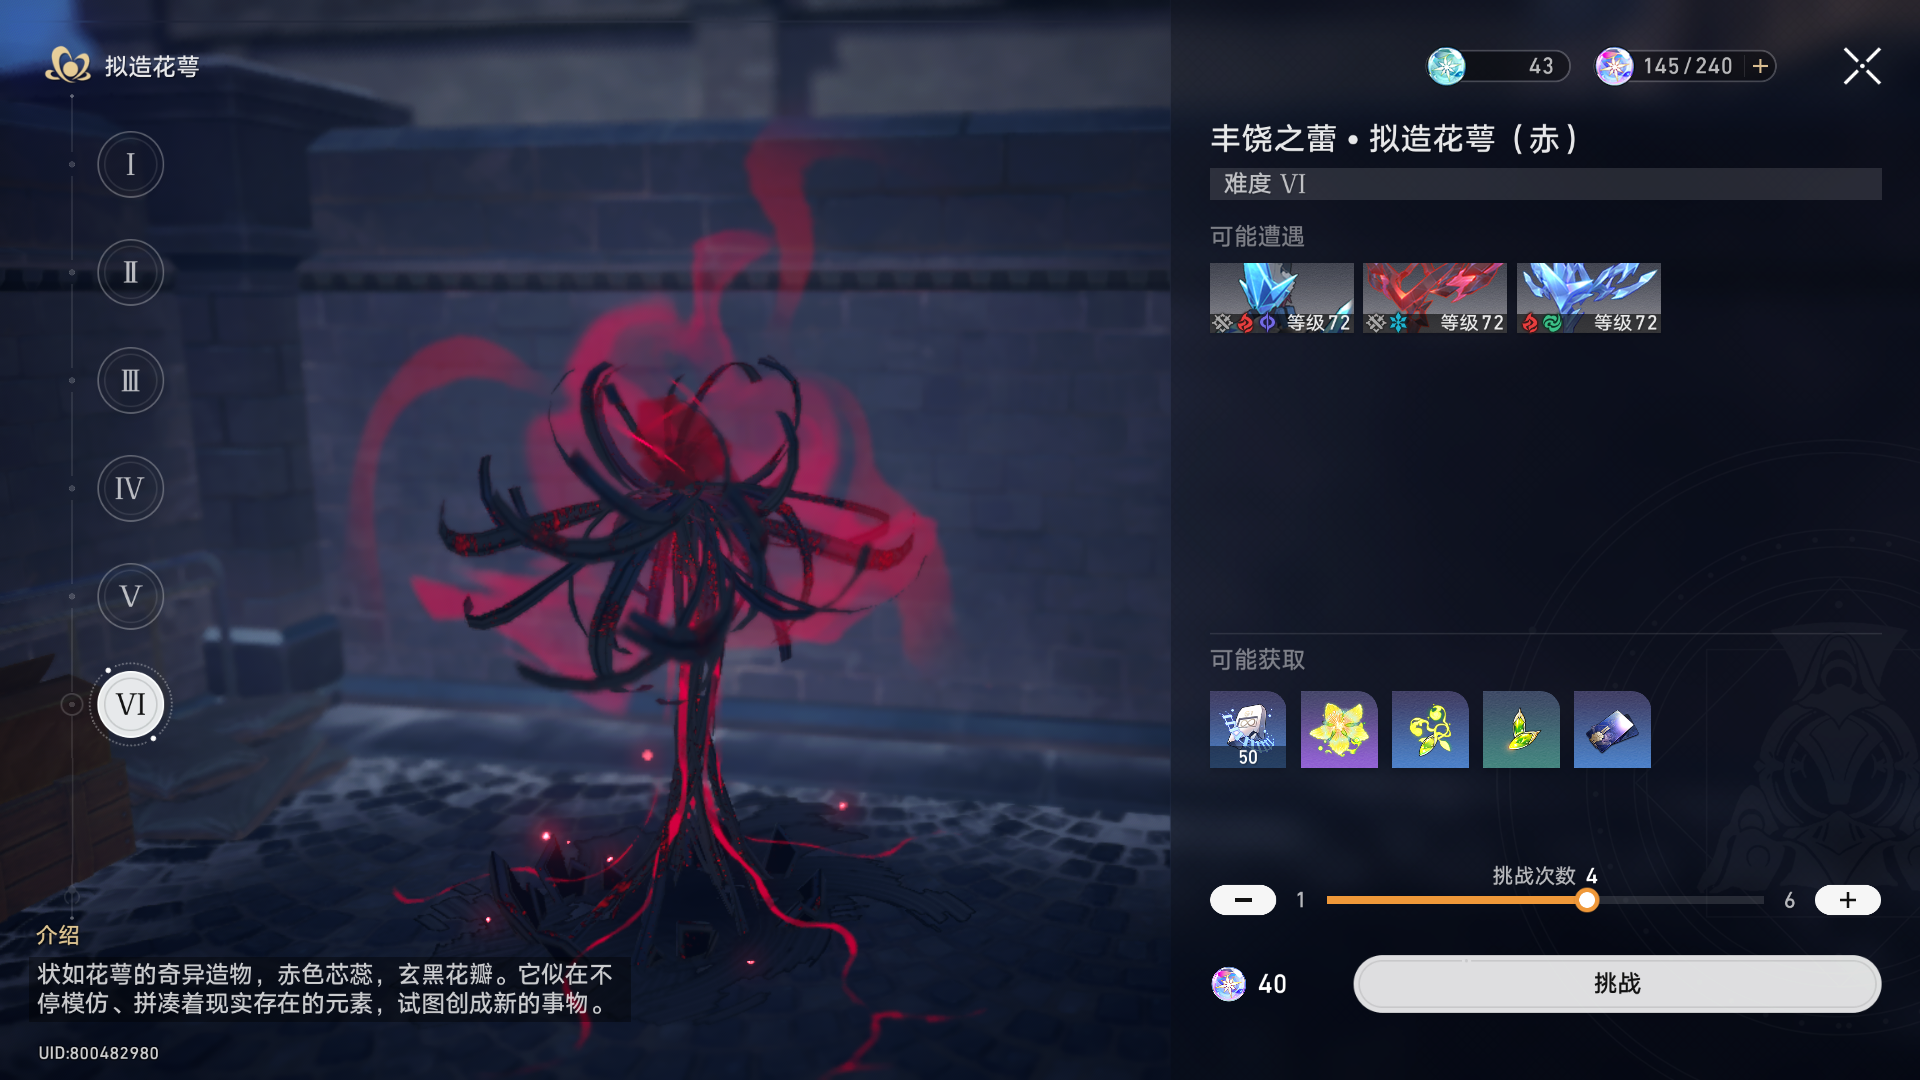 拟造花萼
43
145/240
丰饶之蕾•拟造花萼（赤）
难度 VI
可能遭遇
等级72
等级72
等级72
I
II
III
IV
V
VI
可能获取
50
挑战次数 4
1
6
40
挑战
介绍
状如花萼的奇异造物，赤色芯蕊，玄黑花瓣。它似在不
停模仿、拼凑着现实存在的元素，试图创成新的事物。
UID:800482980